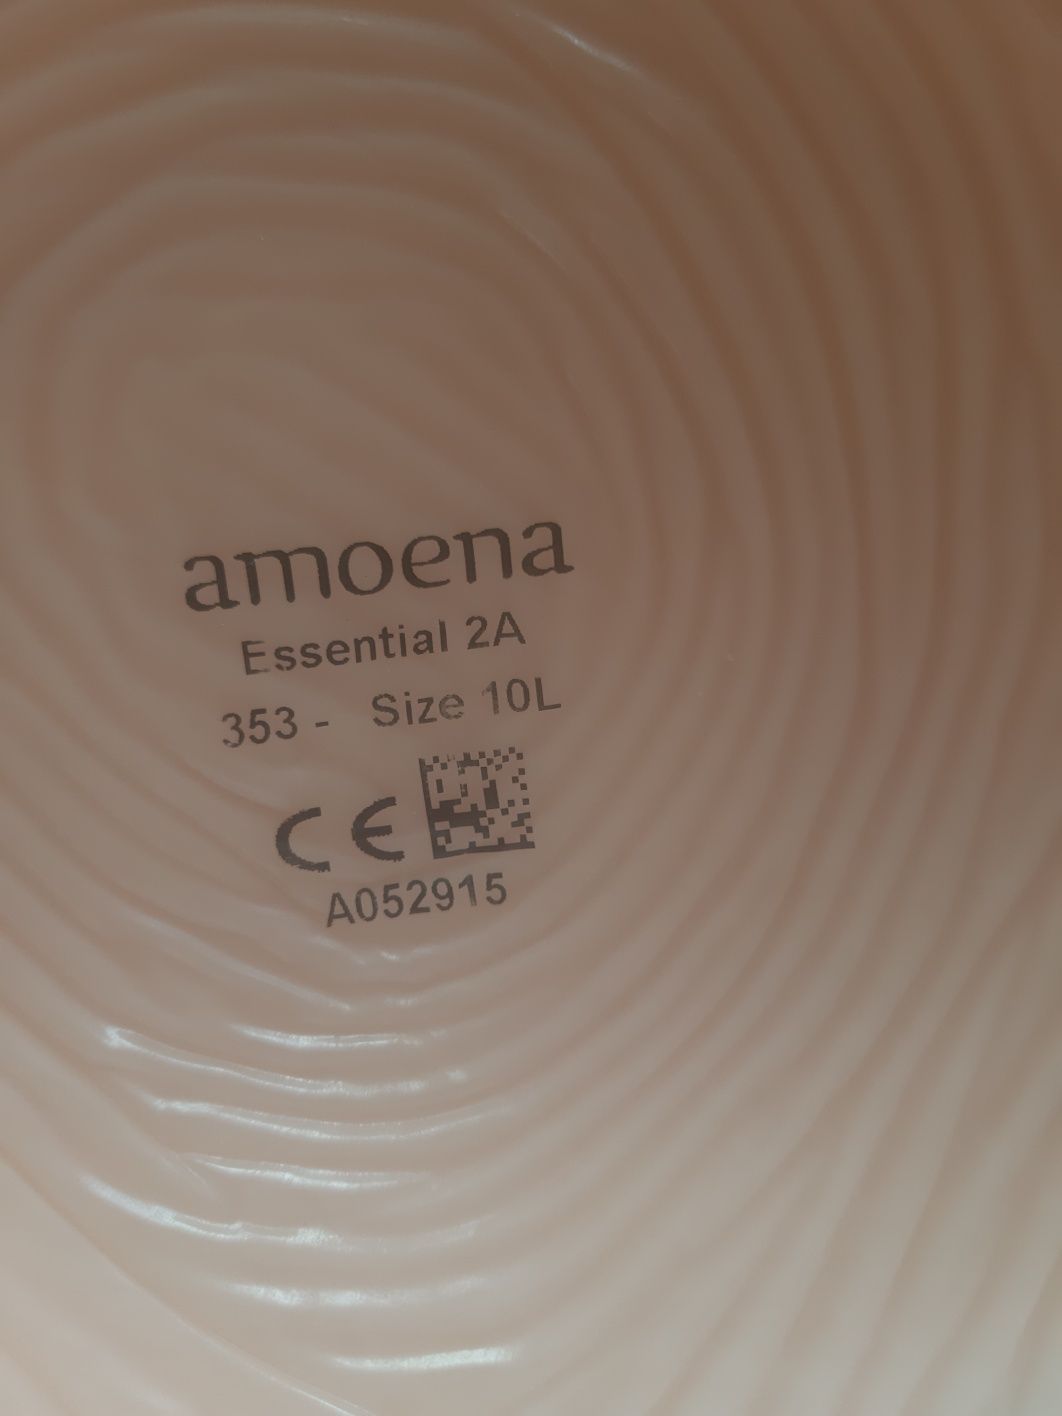 amoena
Essential 2A
353 - Size 10L
CE
A052915